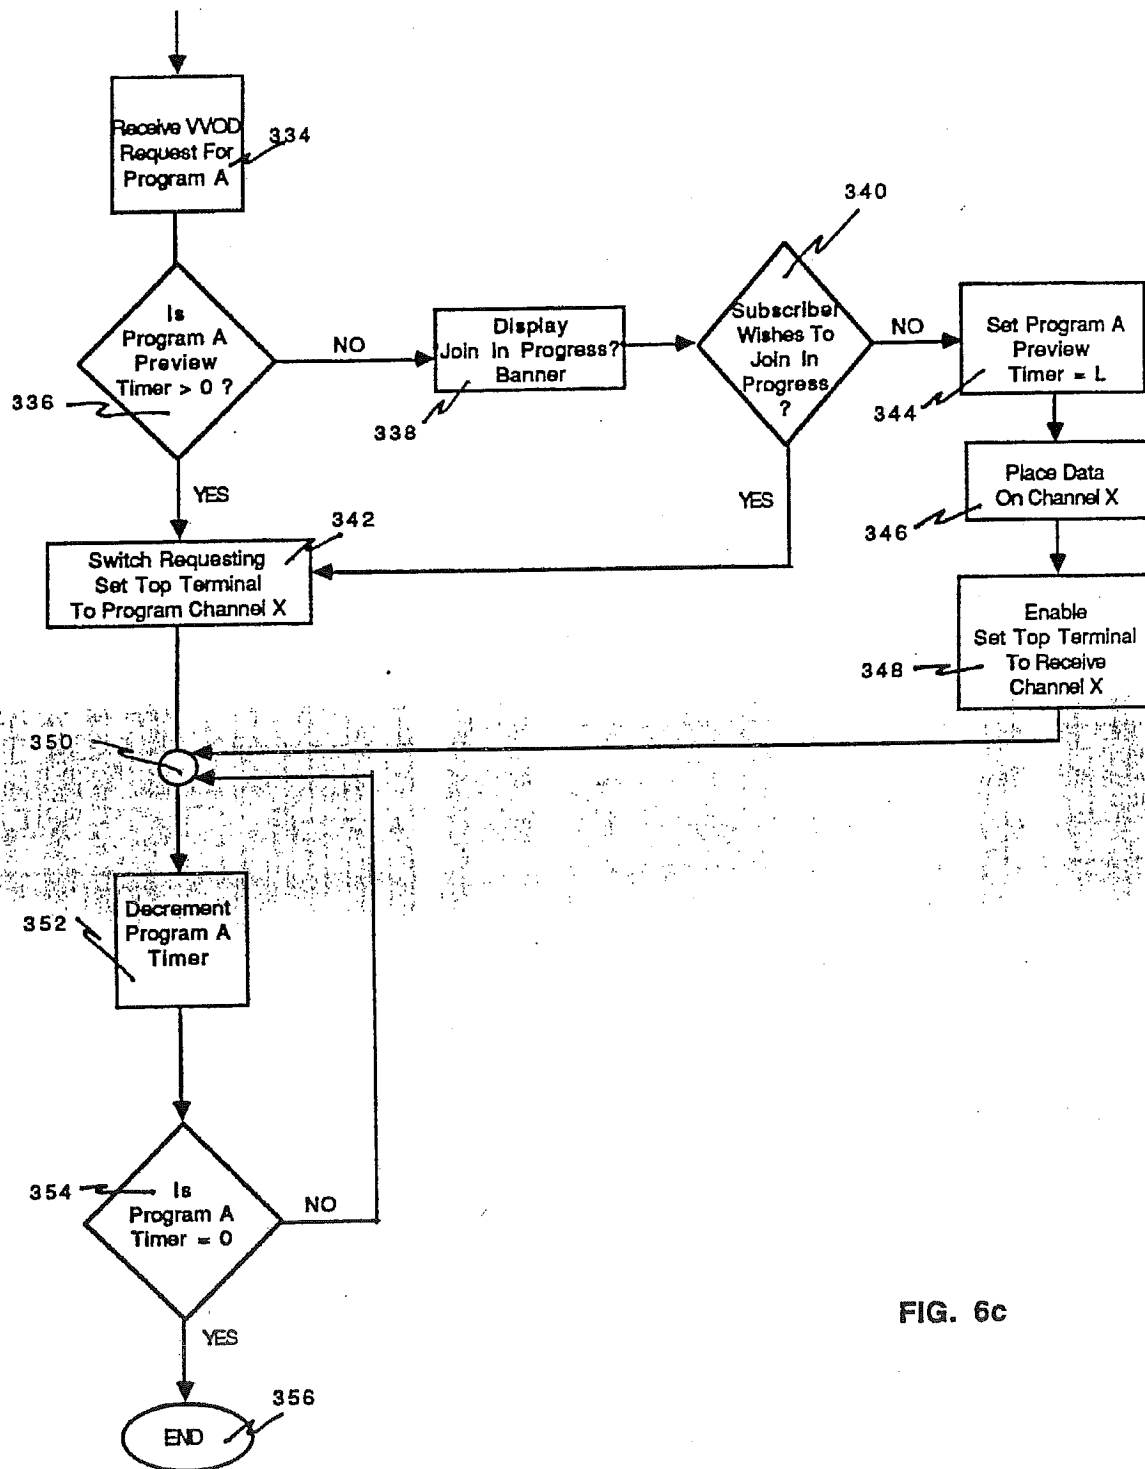 Receive VVOD
Request For
Program A
334
Is
Program A
Preview
Timer > 0 ?
336
NO
Display
Join In Progress?
Banner
338
340
Subscriber
Wishes To
Join In
Progress
?
NO
Set Program A
Preview
Timer = L
344
YES
YES
Place Data
On Channel X
346
342
Switch Requesting
Set Top Terminal
To Program Channel X
Enable
Set Top Terminal
To Receive
Channel X
348
350
Decrement
Program A
Timer
352
354
Is
Program A
Timer = 0
NO
YES
END
356
FIG. 6c